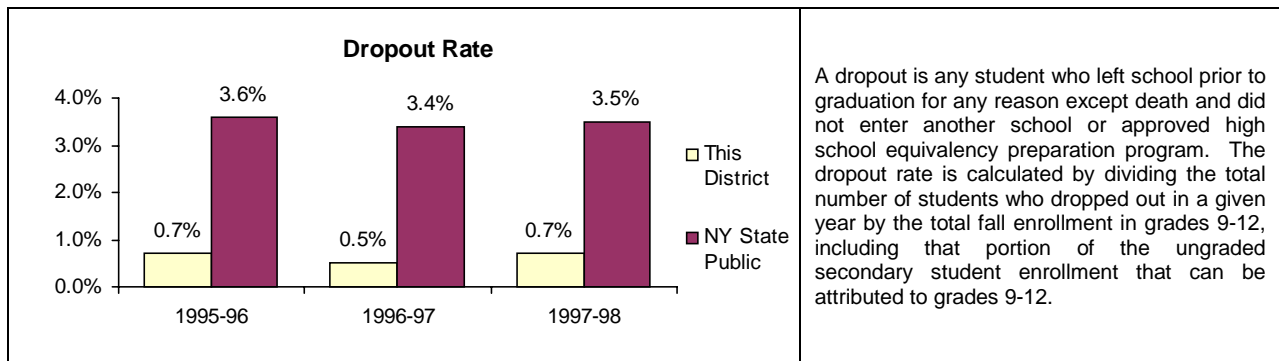 Dropout Rate
4.0%
3.0%
2.0%
1.0%
0.0%
3.6%
3.4%
3.5%
0.7%
0.5%
0.7%
1995-96
1996-97
1997-98
This
District
NY State
Public
A dropout is any student who left school prior to
graduation for any reason except death and did
not enter another school or approved high
school equivalency preparation program. The
dropout rate is calculated by dividing the total
number of students who dropped out in a given
year by the total fall enrollment in grades 9-12,
including that portion of the ungraded
secondary student enrollment that can be
attributed to grades 9-12.